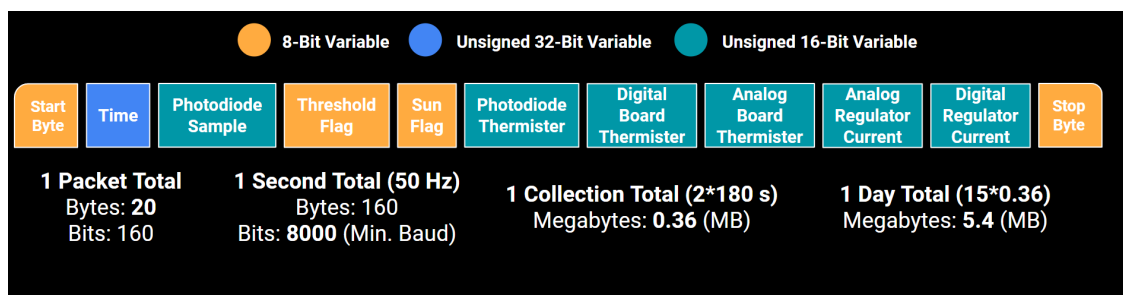 8-Bit Variable
Unsigned 32-Bit Variable
Unsigned 16-Bit Variable
Start
Byte
Time
Photodiode
Sample
Threshold
Flag
Sun
Flag
Photodiode
Thermister
Digital
Board
Thermister
Analog
Board
Thermister
Analog
Regulator
Current
Digital
Regulator
Current
Stop
Byte
1 Packet Total
Bytes: 20
Bits: 160
1 Second Total (50 Hz)
Bytes: 160
Bits: 8000 (Min. Baud)
1 Collection Total (2*180 s)
Megabytes: 0.36 (MB)
1 Day Total (15*0.36)
Megabytes: 5.4 (MB)